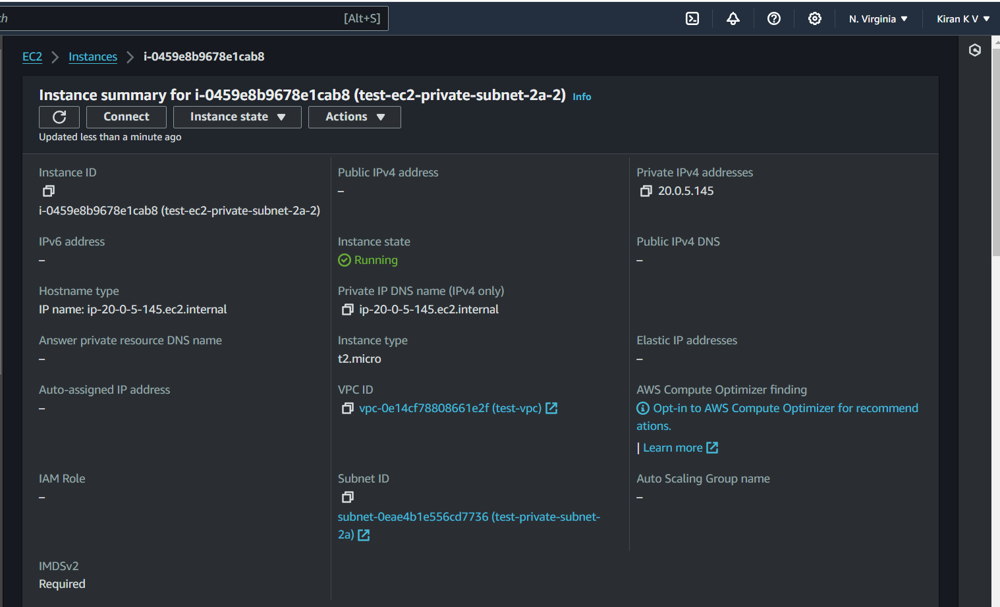 ch [Alt+S] N. Virginia Kiran K V
EC2 Instances i-0459e8b9678e1cab8
Instance summary for i-0459e8b9678e1cab8 (test-ec2-private-subnet-2a-2) Info
Connect Instance state Actions
Updated less than a minute ago
Instance ID
i-0459e8b9678e1cab8 (test-ec2-private-subnet-2a-2)
Public IPv4 address
–
Private IPv4 addresses
20.0.5.145
IPv6 address
–
Instance state
Running
Public IPv4 DNS
–
Hostname type
IP name: ip-20-0-5-145.ec2.internal
Private IP DNS name (IPv4 only)
ip-20-0-5-145.ec2.internal
Answer private resource DNS name
–
Instance type
t2.micro
Elastic IP addresses
–
Auto-assigned IP address
–
VPC ID
vpc-0e14cf78808661e2f (test-vpc)
AWS Compute Optimizer finding
Opt-in to AWS Compute Optimizer for recommend
ations.
| Learn more
IAM Role
–
Subnet ID
subnet-0eae4b1e556cd7736 (test-private-subnet-
2a)
Auto Scaling Group name
–
IMDSv2
Required